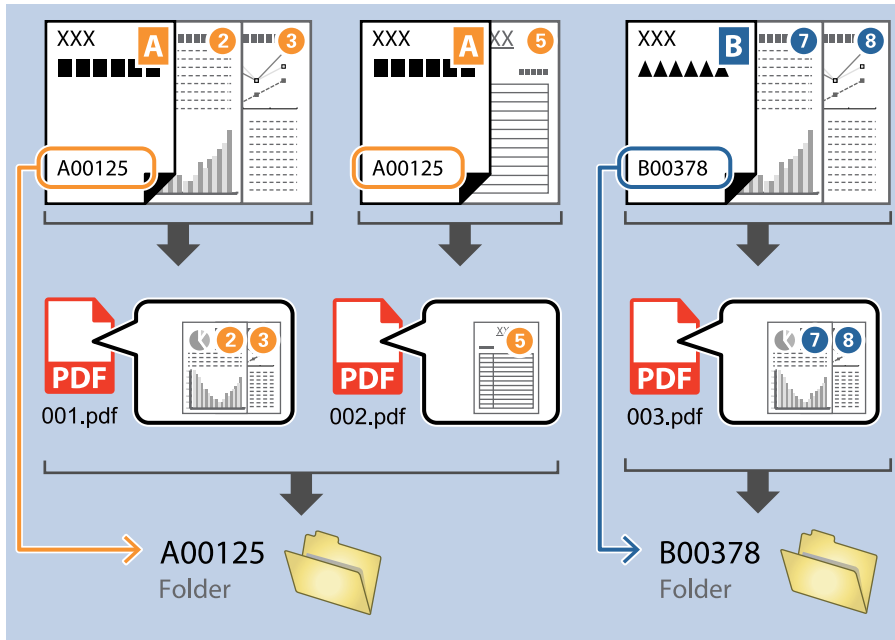 XXX
A
2
3
A00125
XXX
A
XX
5
A00125
XXX
B
7
8
B00378
PDF
2
3
001.pdf
PDF
5
002.pdf
PDF
7
8
003.pdf
A00125
Folder
B00378
Folder